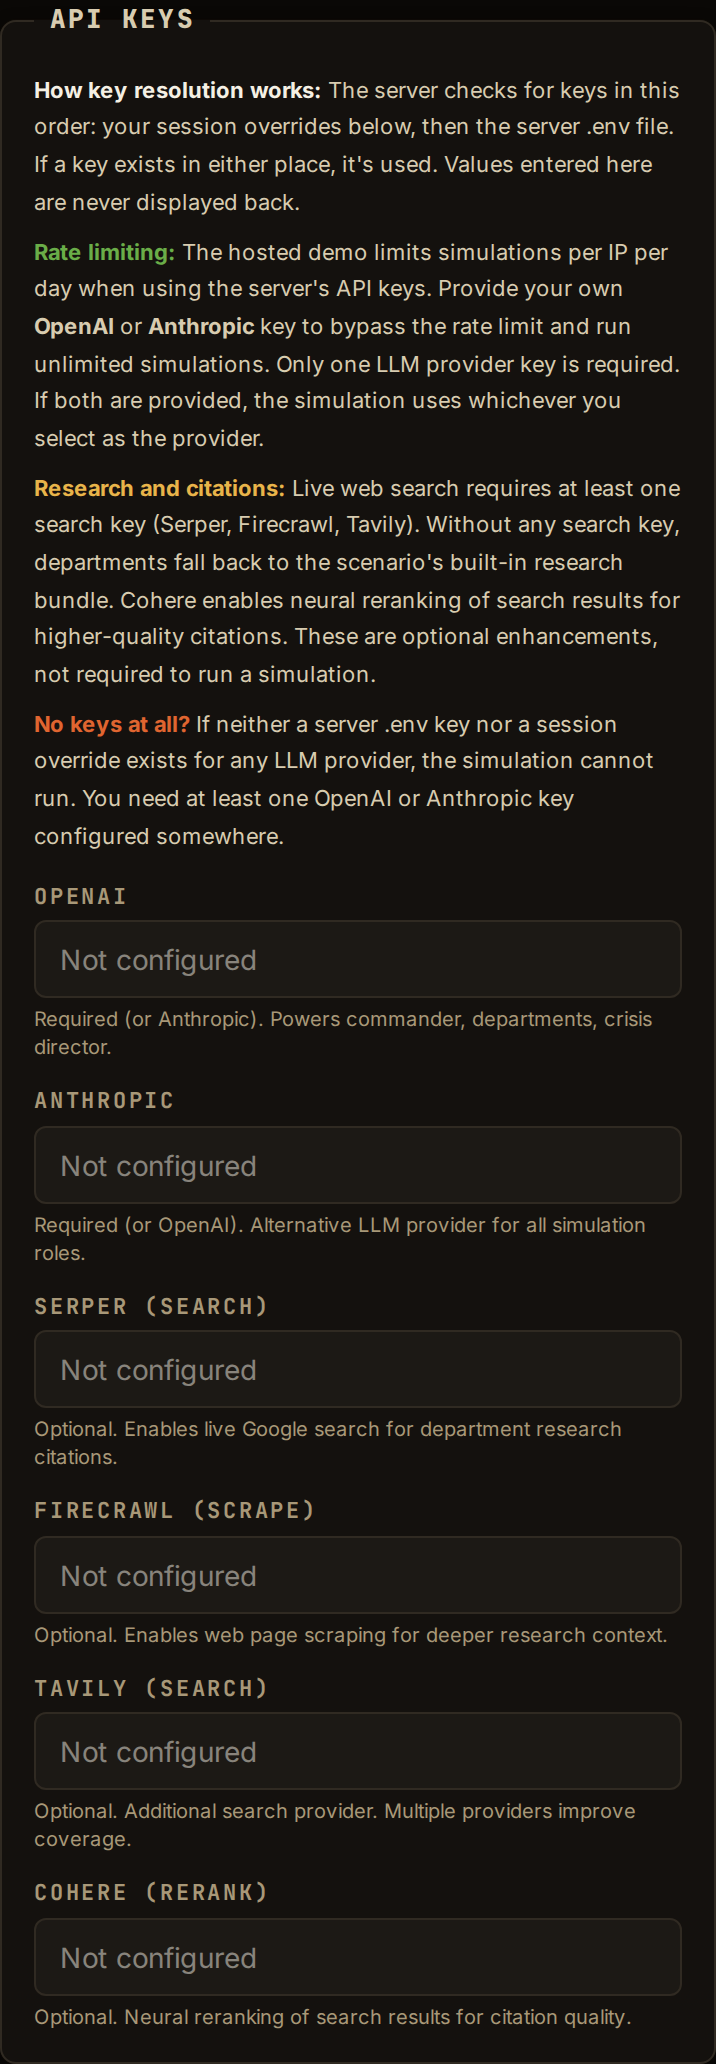 API KEYS
How key resolution works: The server checks for keys in this
order: your session overrides below, then the server .env file.
If a key exists in either place, it's used. Values entered here
are never displayed back.
Rate limiting: The hosted demo limits simulations per IP per
day when using the server's API keys. Provide your own
OpenAI or Anthropic key to bypass the rate limit and run
unlimited simulations. Only one LLM provider key is required.
If both are provided, the simulation uses whichever you
select as the provider.
Research and citations: Live web search requires at least one
search key (Serper, Firecrawl, Tavily). Without any search key,
departments fall back to the scenario's built-in research
bundle. Cohere enables neural reranking of search results for
higher-quality citations. These are optional enhancements,
not required to run a simulation.
No keys at all? If neither a server .env key nor a session
override exists for any LLM provider, the simulation cannot
run. You need at least one OpenAI or Anthropic key
configured somewhere.
OPENAI
Not configured
Required (or Anthropic). Powers commander, departments, crisis
director.
ANTHROPIC
Not configured
Required (or OpenAI). Alternative LLM provider for all simulation
roles.
SERPER (SEARCH)
Not configured
Optional. Enables live Google search for department research
citations.
FIRECRAWL (SCRAPE)
Not configured
Optional. Enables web page scraping for deeper research context.
TAVILY (SEARCH)
Not configured
Optional. Additional search provider. Multiple providers improve
coverage.
COHERE (RERANK)
Not configured
Optional. Neural reranking of search results for citation quality.